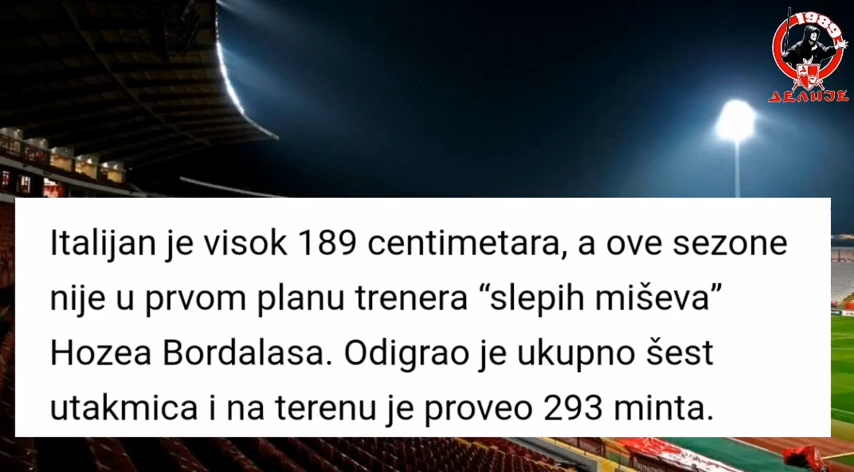 1989
ДЕЛИЈЕ
Italijan je visok 189 centimetara, a ove sezone
nije u prvom planu trenera “slepih miševa”
Hozea Bordalasa. Odigrao je ukupno šest
utakmica i na terenu je proveo 293 minta.